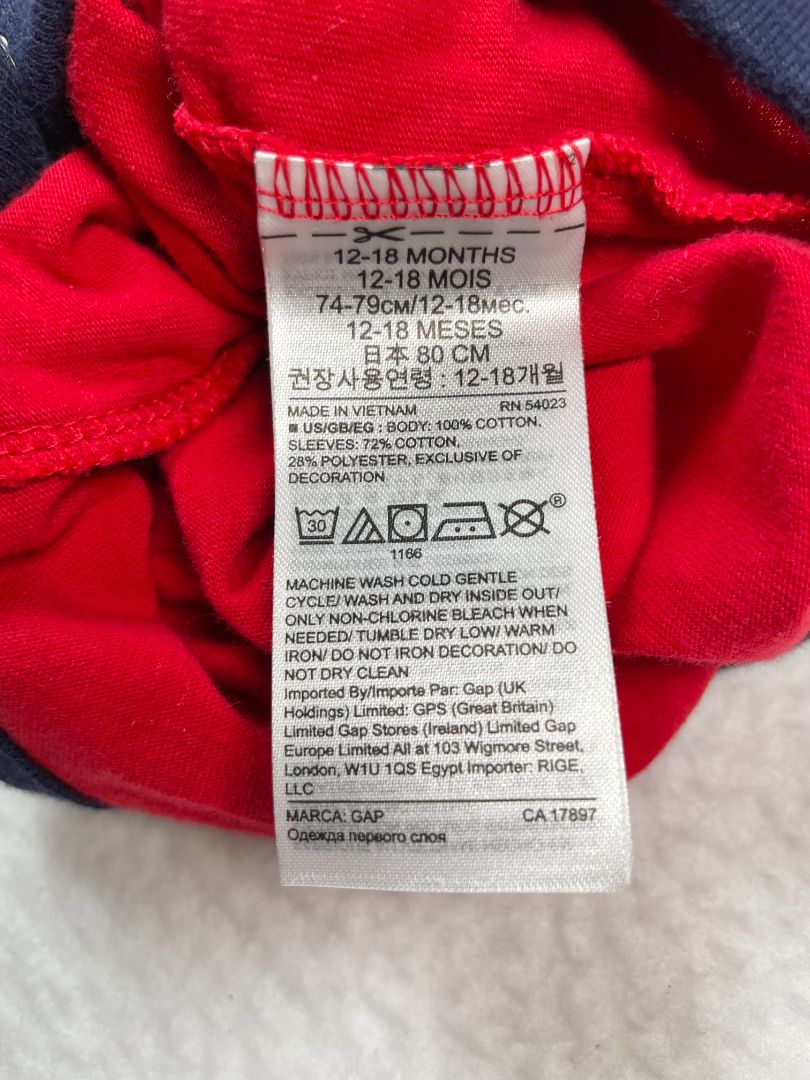 12-18 MONTHS
12-18 MOIS
74-79см/12-18мес.
12-18 MESES
日本 80 CM
권장사용연령 : 12-18개월
MADE IN VIETNAM RN 54023
■ US/GB/EG : BODY: 100% COTTON,
SLEEVES: 72% COTTON,
28% POLYESTER, EXCLUSIVE OF
DECORATION
30
®
1166
MACHINE WASH COLD GENTLE
CYCLE/ WASH AND DRY INSIDE OUT/
ONLY NON-CHLORINE BLEACH WHEN
NEEDED/ TUMBLE DRY LOW/ WARM
IRON/ DO NOT IRON DECORATION/ DO
NOT DRY CLEAN
Imported By/Importe Par: Gap (UK
Holdings) Limited: GPS (Great Britain)
Limited Gap Stores (Ireland) Limited Gap
Europe Limited All at 103 Wigmore Street,
London, W1U 1QS Egypt Importer: RIGE,
LLC
MARCA: GAP CA 17897
Одежда первого слоя